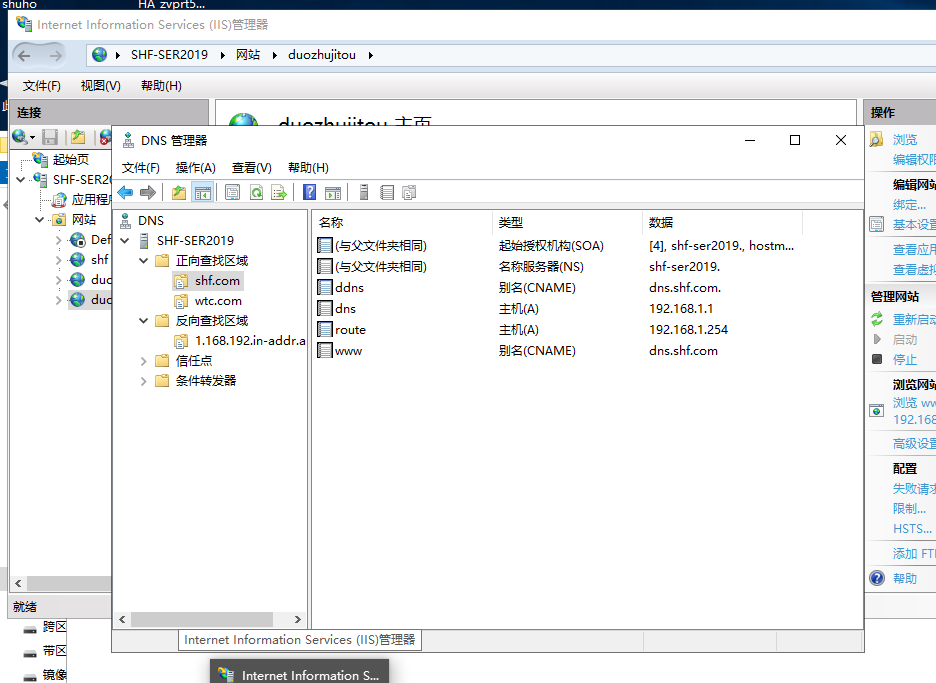 shuho HA_zvprt5...
Internet Information Services (IIS)管理器
SHF-SER2019 网站 duozhujitou
文件(F) 视图(V) 帮助(H)
连接
起始页
SHF-SER20
应用程序
网站
Def
shf
duo
duo
就绪
duozhujitou 主页
DNS 管理器
文件(F) 操作(A) 查看(V) 帮助(H)
DNS
SHF-SER2019
正向查找区域
shf.com
wtc.com
反向查找区域
1.168.192.in-addr.a
信任点
条件转发器
名称 类型 数据
(与父文件夹相同) 起始授权机构(SOA) [4], shf-ser2019., hostm...
(与父文件夹相同) 名称服务器(NS) shf-ser2019.
ddns 别名(CNAME) dns.shf.com.
dns 主机(A) 192.168.1.1
route 主机(A) 192.168.1.254
www 别名(CNAME) dns.shf.com
操作
浏览
编辑权限
编辑网站
绑定...
基本设置
查看应用
查看虚拟
管理网站
重新启动
启动
停止
浏览网站
浏览 ww
192.168
高级设置
配置
失败请求
限制...
HSTS...
添加 FT
帮助
跨区
带区
镜像
Internet Information Services (IIS)管理器
Internet Information S...